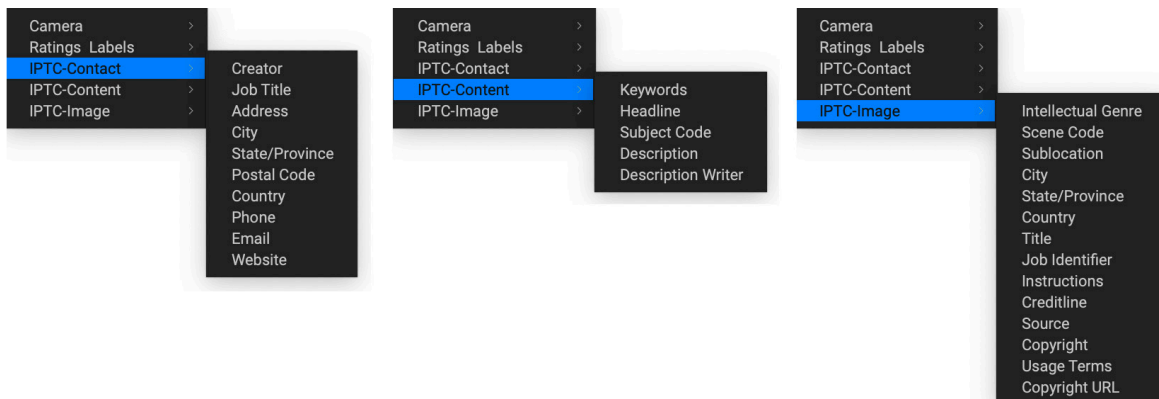 Camera
Ratings Labels
IPTC-Contact
IPTC-Content
IPTC-Image
Creator
Job Title
Address
City
State/Province
Postal Code
Country
Phone
Email
Website
Camera
Ratings Labels
IPTC-Contact
IPTC-Content
IPTC-Image
Keywords
Headline
Subject Code
Description
Description Writer
Camera
Ratings Labels
IPTC-Contact
IPTC-Content
IPTC-Image
Intellectual Genre
Scene Code
Sublocation
City
State/Province
Country
Title
Job Identifier
Instructions
Creditline
Source
Copyright
Usage Terms
Copyright URL